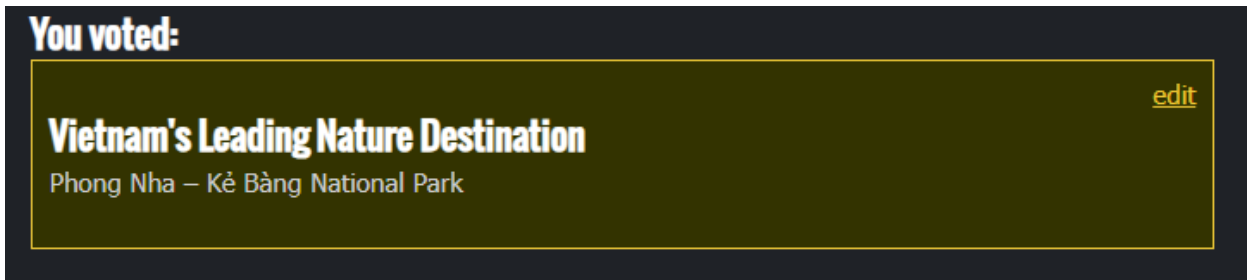 You voted:
edit
Vietnam's Leading Nature Destination
Phong Nha – Kẻ Bàng National Park